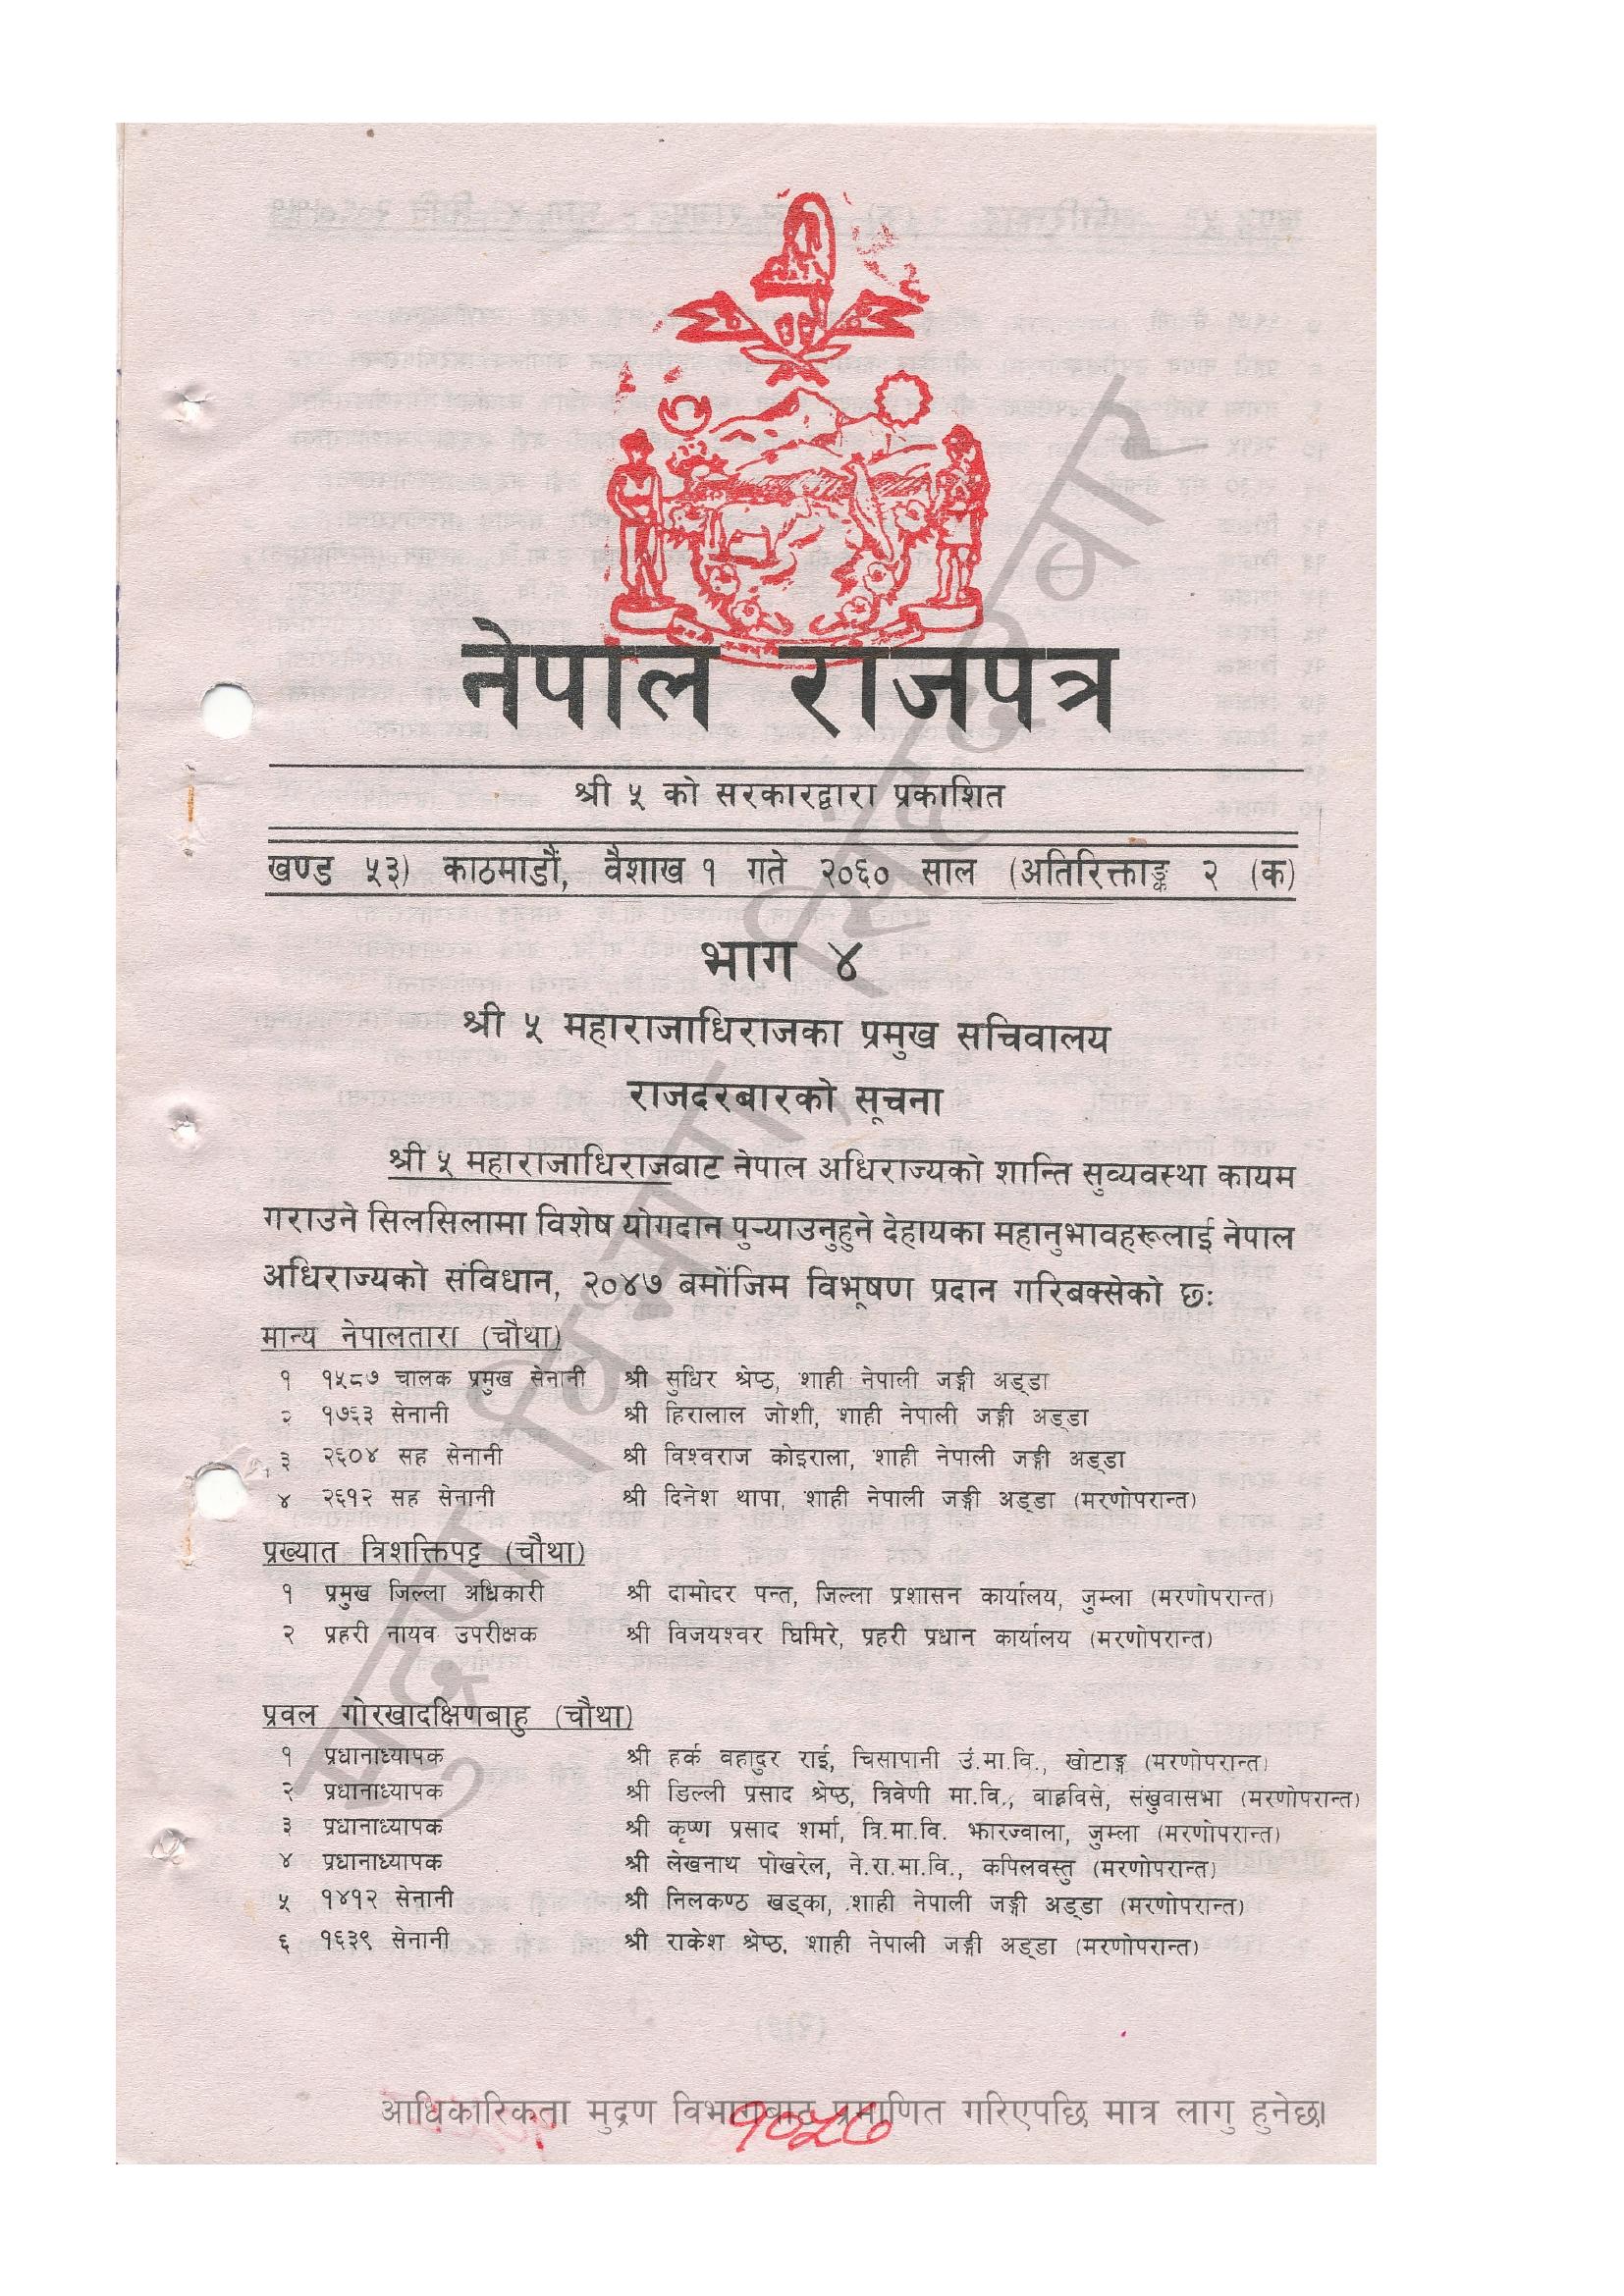 नेपाल राजपत्र
श्री ५ को सरकारद्वारा प्रकाशित
खण्ड ५३) काठमाडौं, वैशाख १ गते २०६० साल (अतिरिक्ताङ्क २ (क)
भाग ४
श्री ५ महाराजाधिराजका प्रमुख सचिवालय
राजदरबारको सूचना
श्री ५ महाराजाधिराजबाट नेपाल अधिराज्यको शान्ति सुव्यवस्था कायम
गराउने सिलसिलामा विशेष योगदान पुऱ्याउनुहुने देहायका महानुभावहरूलाई नेपाल
अधिराज्यको संविधान, २०४७ बमोजिम विभूषण प्रदान गरिबक्सेको छ:
मान्य नेपालतारा (चौथा)
१ १५८७ चालक प्रमुख सेनानी श्री सुधिर श्रेष्ठ, शाही नेपाली जङ्गी अड्डा
२ १७६३ सेनानी श्री हिरालाल जोशी, शाही नेपाली जङ्गी अड्डा
३ २६०४ सह सेनानी श्री विश्वराज कोइराला, शाही नेपाली जङ्गी अड्डा
४ २६१२ सह सेनानी श्री दिनेश थापा, शाही नेपाली जङ्गी अड्डा (मरणोपरान्त)
प्रख्यात त्रिशक्तिपट्ट (चौथा)
१ प्रमुख जिल्ला अधिकारी श्री दामोदर पन्त, जिल्ला प्रशासन कार्यालय, जुम्ला (मरणोपरान्त)
२ प्रहरी नायव उपरीक्षक श्री विजयश्वर घिमिरे, प्रहरी प्रधान कार्यालय (मरणोपरान्त)
प्रवल गोरखादक्षिणबाहु (चौथा)
१ प्रधानाध्यापक श्री हर्क वहादुर राई, चिसापानी उ.मा.वि., खोटाङ्ग (मरणोपरान्त)
२ प्रधानाध्यापक श्री डिल्ली प्रसाद श्रेष्ठ, त्रिवेणी मा.वि., वाह्रविसे, संखुवासभा (मरणोपरान्त)
३ प्रधानाध्यापक श्री कृष्ण प्रसाद शर्मा, त्रि.मा.वि. झारज्वाला, जुम्ला (मरणोपरान्त)
४ प्रधानाध्यापक श्री लेखनाथ पोखरेल, ने.रा.मा.वि., कपिलवस्तु (मरणोपरान्त)
५ १४१२ सेनानी श्री निलकण्ठ खड्का, शाही नेपाली जङ्गी अड्डा (मरणोपरान्त)
६ १६३९ सेनानी श्री राकेश श्रेष्ठ, शाही नेपाली जङ्गी अड्डा (मरणोपरान्त)
मुद्रण विभाग, सिंहदरबार
आधिकारिकता मुद्रण विभागबाट प्रमाणित गरिएपछि मात्र लागु हुनेछ।
१०५७